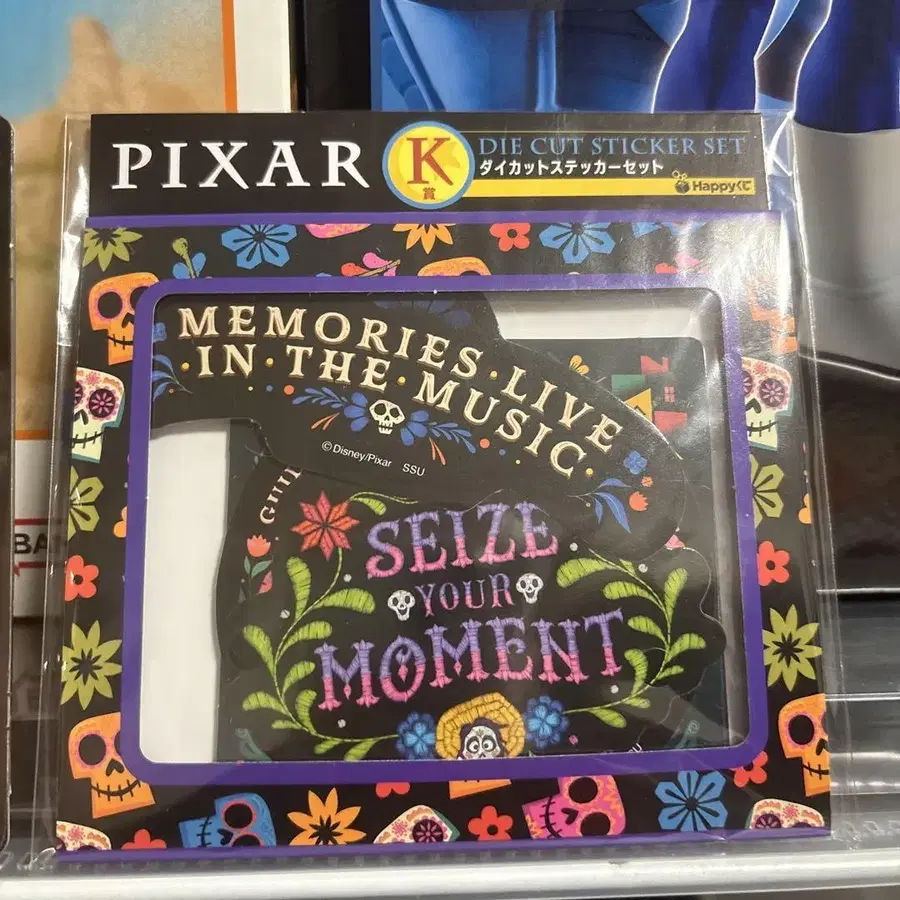 PIXAR
K
賞
DIE CUT STICKER SET
ダイカットステッカーセット
Happyくじ
MEMORIES·LIVE
·IN·THE·MUSIC·
©Disney/Pixar SSU
SEIZE
YOUR
MOMENT
BA